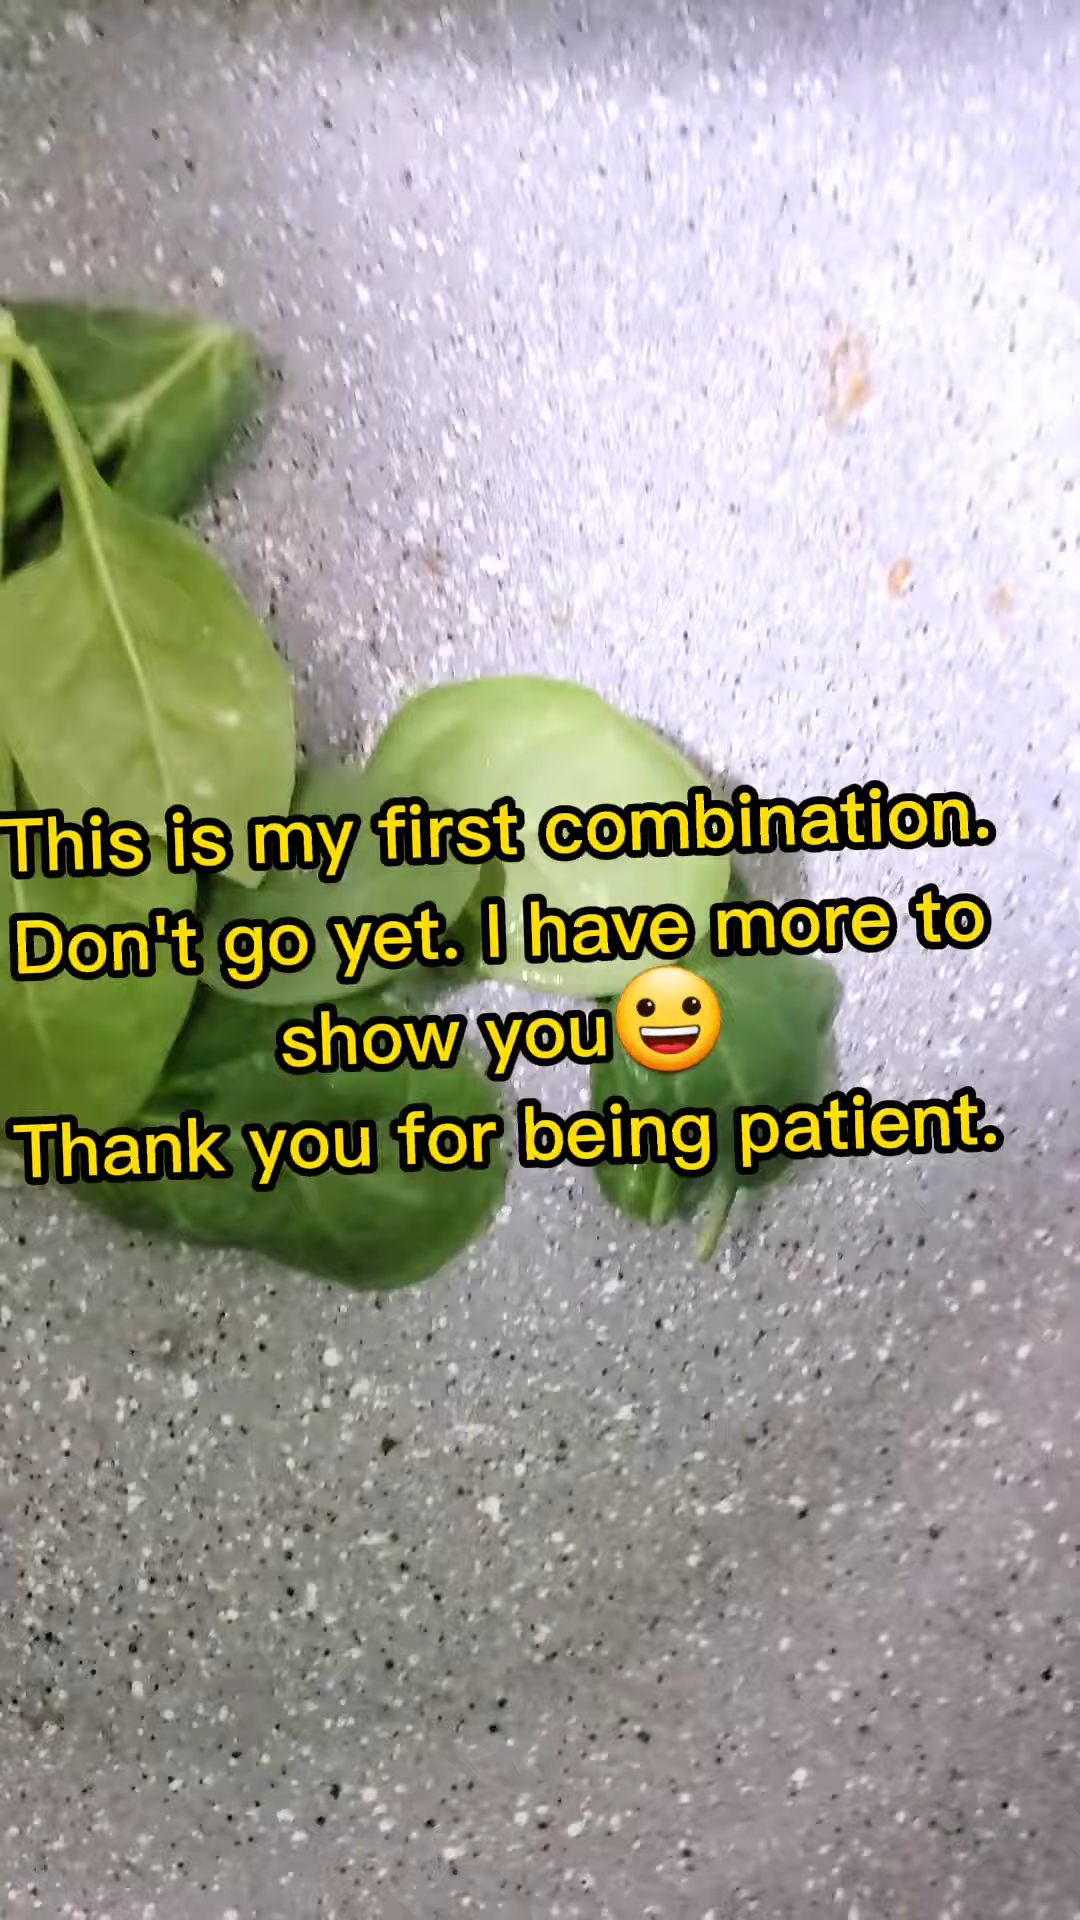 This is my first combination.
Don't go yet. I have more to
show you😃
Thank you for being patient.